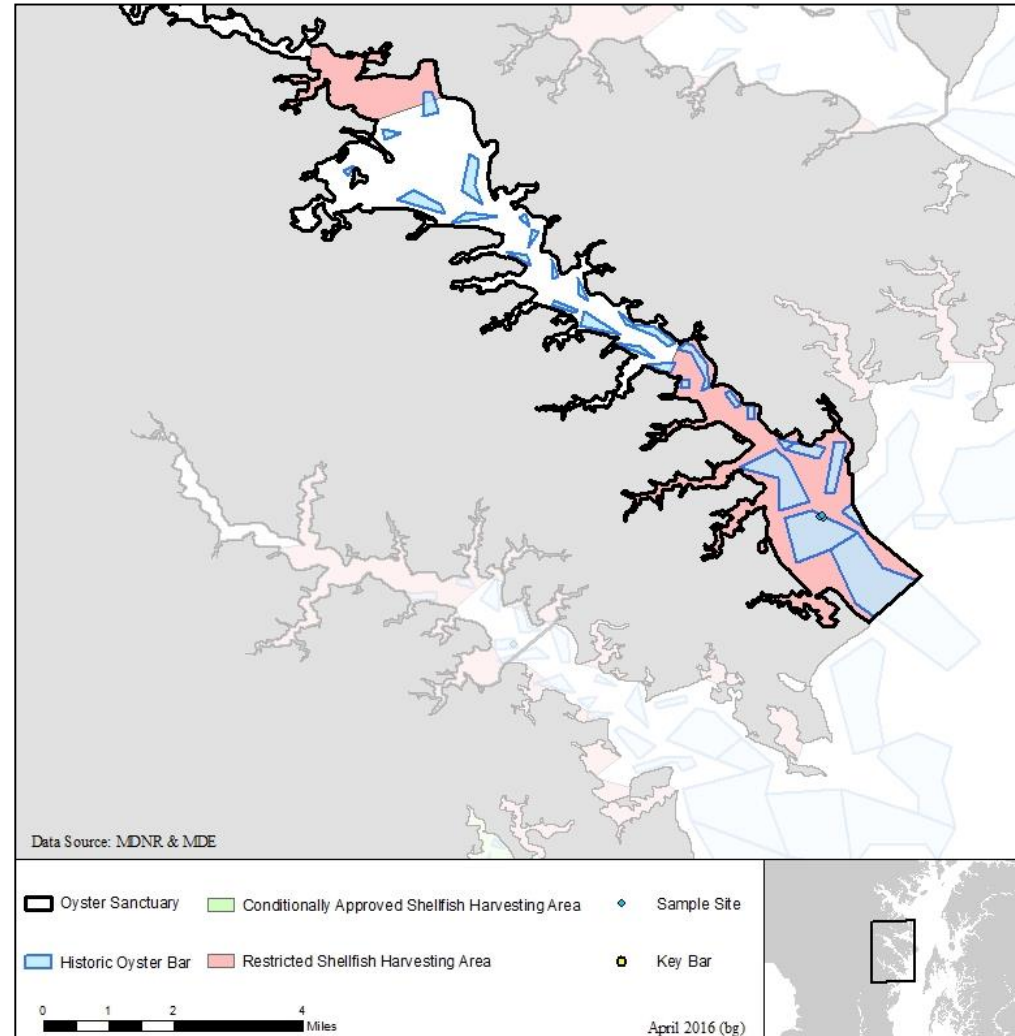 Data Source: MDNR & MDE
Oyster Sanctuary
Conditionally Approved Shellfish Harvesting Area
Sample Site
Historic Oyster Bar
Restricted Shellfish Harvesting Area
Key Bar
0 1 2 4
Miles
April 2016 (bg)